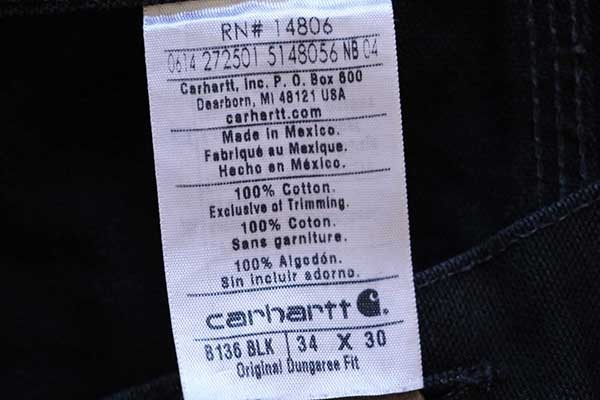 RN# 14806
0614 272501 5148056 NB 04
Carhartt, Inc. P. O. Box 600
Dearborn, MI 48121 USA
carhartt.com
Made in Mexico.
Fabriqué au Mexique.
Hecho en México.
100% Cotton.
Exclusive of Trimming.
100% Coton.
Sans garniture.
100% Algodón.
Sin incluir adorno.
carhartt
B136 BLK 34 X 30
Original Dungaree Fit